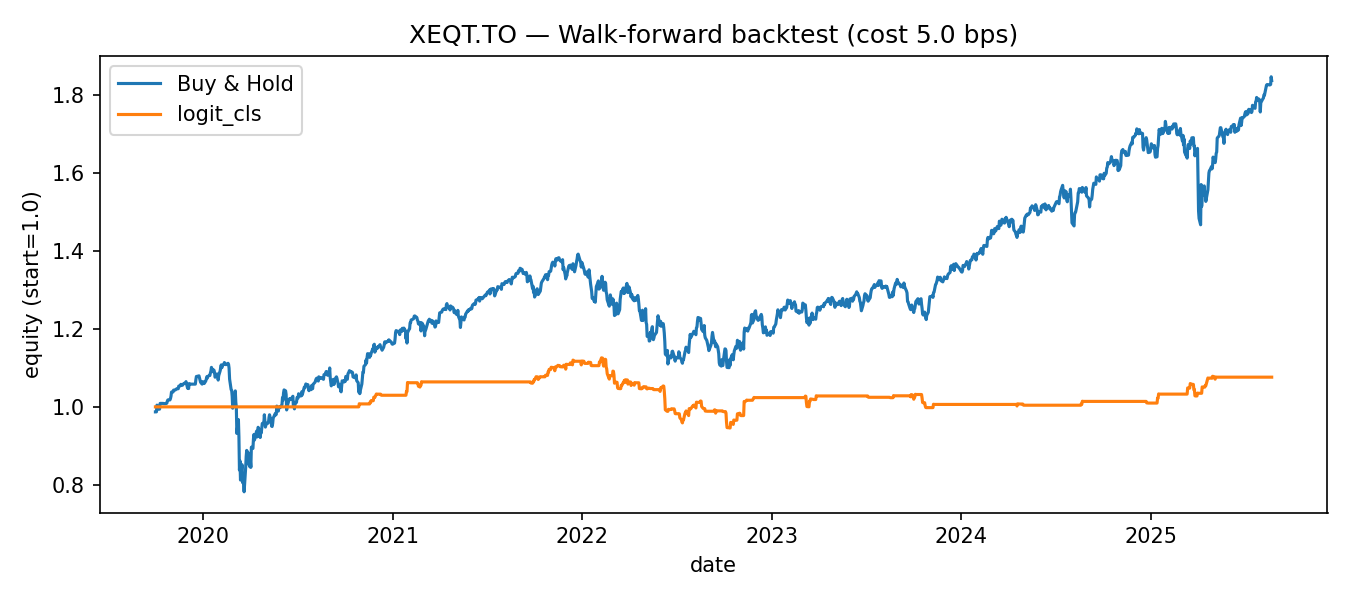 XEQT.TO — Walk-forward backtest (cost 5.0 bps)
Buy & Hold
logit_cls
equity (start=1.0)
1.8
1.6
1.4
1.2
1.0
0.8
2020 2021 2022 2023 2024 2025
date